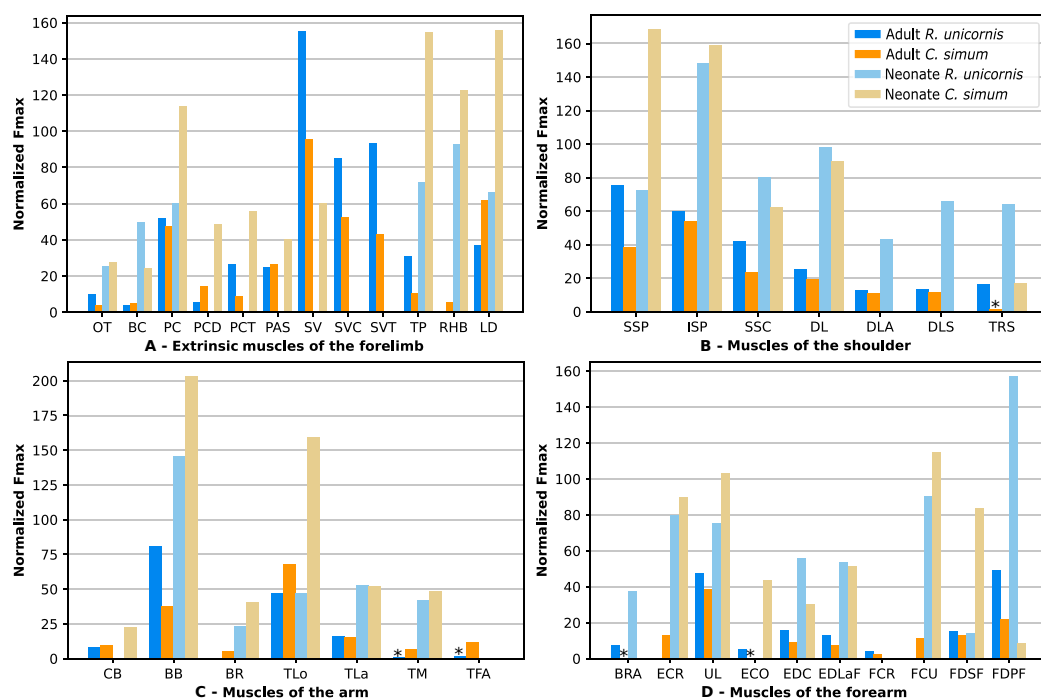 160
140
120
100
80
60
40
20
0
Normalized Fmax
OT BC PC PCD PCT PAS SV SVC SVT TP RHB LD
A - Extrinsic muscles of the forelimb
160
140
120
100
80
60
40
20
0
Normalized Fmax
Adult R. unicornis
Adult C. simum
Neonate R. unicornis
Neonate C. simum
*
SSP ISP SSC DL DLA DLS TRS
B - Muscles of the shoulder
200
175
150
125
100
75
50
25
0
Normalized Fmax
* *
CB BB BR TLo TLa TM TFA
C - Muscles of the arm
160
140
120
100
80
60
40
20
0
Normalized Fmax
* *
BRA ECR UL ECO EDC EDLaF FCR FCU FDSF FDPF
D - Muscles of the forearm